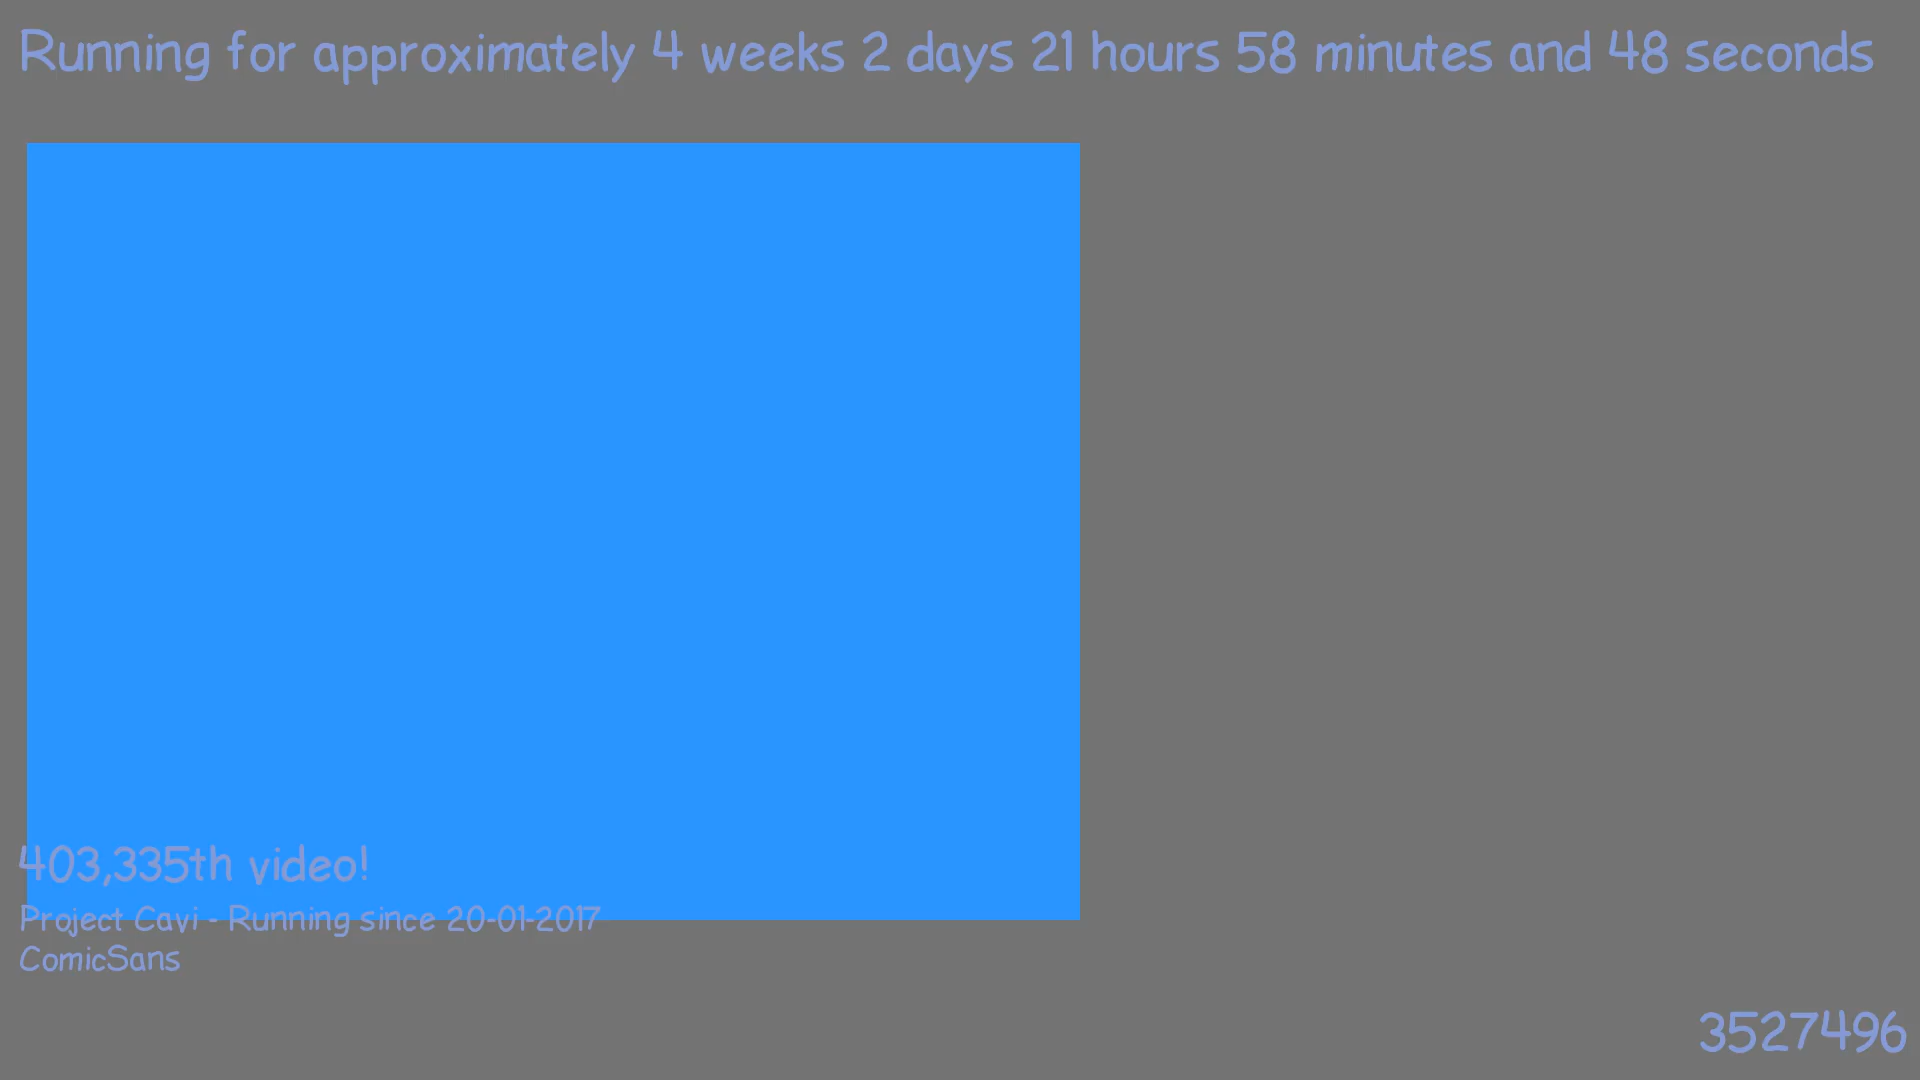 Running for approximately 4 weeks 2 days 21 hours 58 minutes and 48 seconds
403,335th video!
Project Cavi - Running since 20-01-2017
ComicSans
3527496